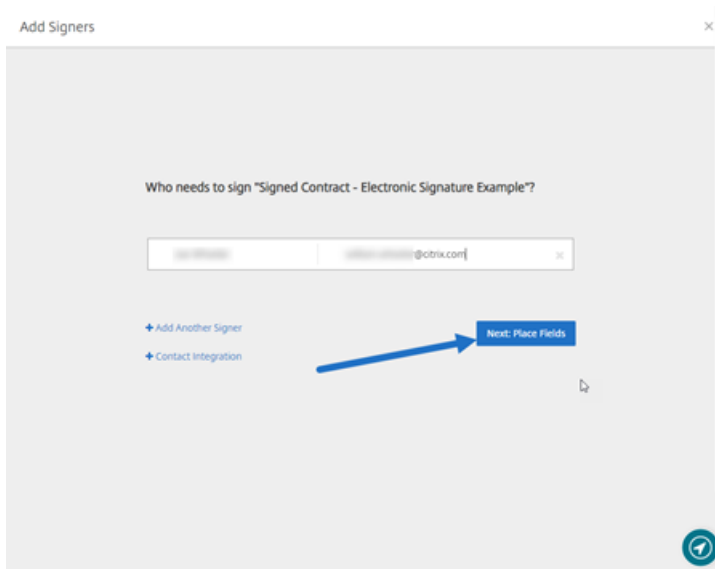 Add Signers
Who needs to sign "Signed Contract - Electronic Signature Example"?
@citrix.com
+ Add Another Signer
Next: Place Fields
+ Contact Integration